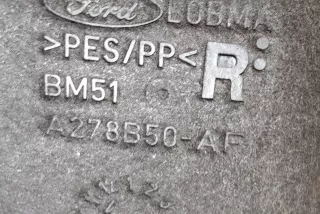 Ford LOBMA
>PES/PP< R
BM51
A278B50-AF